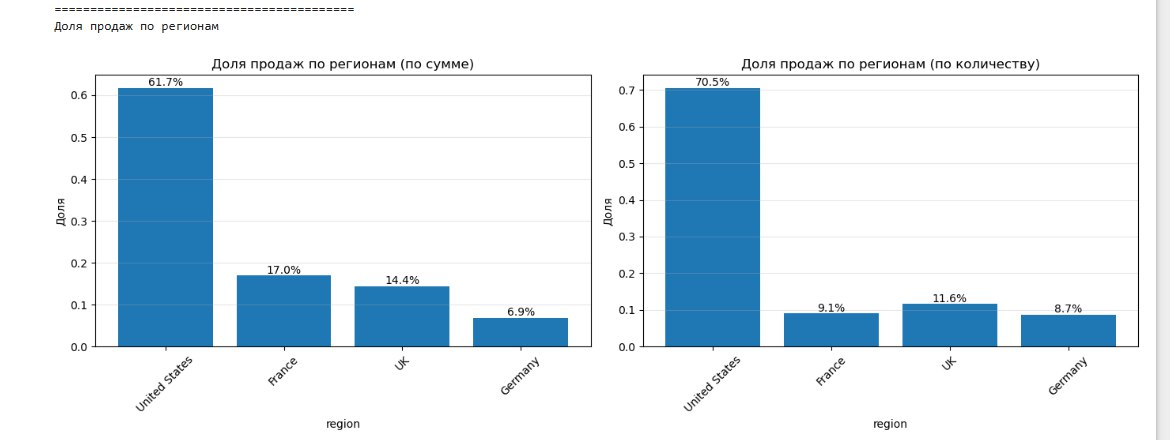 ==========================================
Доля продаж по регионам
Доля продаж по регионам (по сумме)
61.7%
17.0%
14.4%
6.9%
0.6
0.5
0.4
0.3
0.2
0.1
0.0
Доля
United States
France
UK
Germany
region
Доля продаж по регионам (по количеству)
70.5%
9.1%
11.6%
8.7%
0.7
0.6
0.5
0.4
0.3
0.2
0.1
0.0
Доля
United States
France
UK
Germany
region